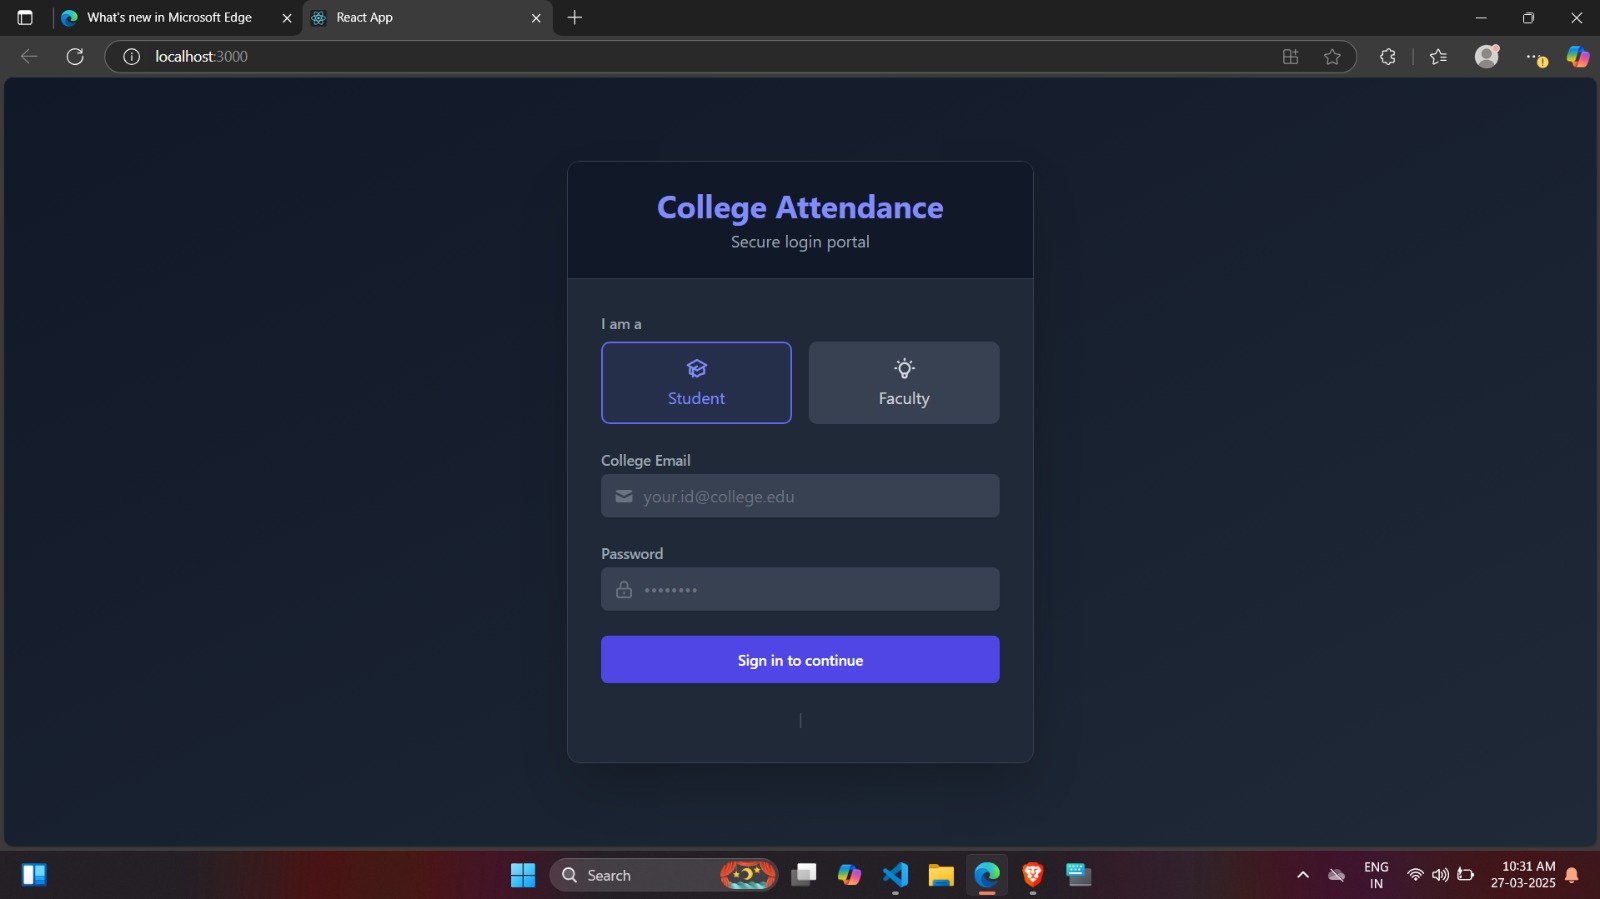 What's new in Microsoft Edge
React App
localhost:3000
College Attendance
Secure login portal
I am a
Student
Faculty
College Email
your.id@college.edu
Password
Sign in to continue
|
Search
ENG
IN
10:31 AM
27-03-2025